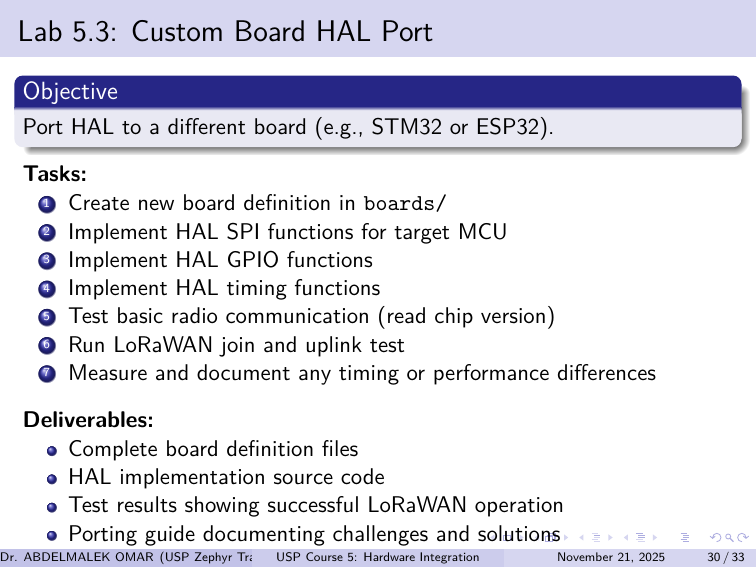 Lab 5.3: Custom Board HAL Port
Objective
Port HAL to a different board (e.g., STM32 or ESP32).
Tasks:
1 Create new board definition in boards/
2 Implement HAL SPI functions for target MCU
3 Implement HAL GPIO functions
4 Implement HAL timing functions
5 Test basic radio communication (read chip version)
6 Run LoRaWAN join and uplink test
7 Measure and document any timing or performance differences
Deliverables:
Complete board definition files
HAL implementation source code
Test results showing successful LoRaWAN operation
Porting guide documenting challenges and solutions
Dr. ABDELMALEK OMAR (USP Zephyr Tra USP Course 5: Hardware Integration November 21, 2025 30 / 33